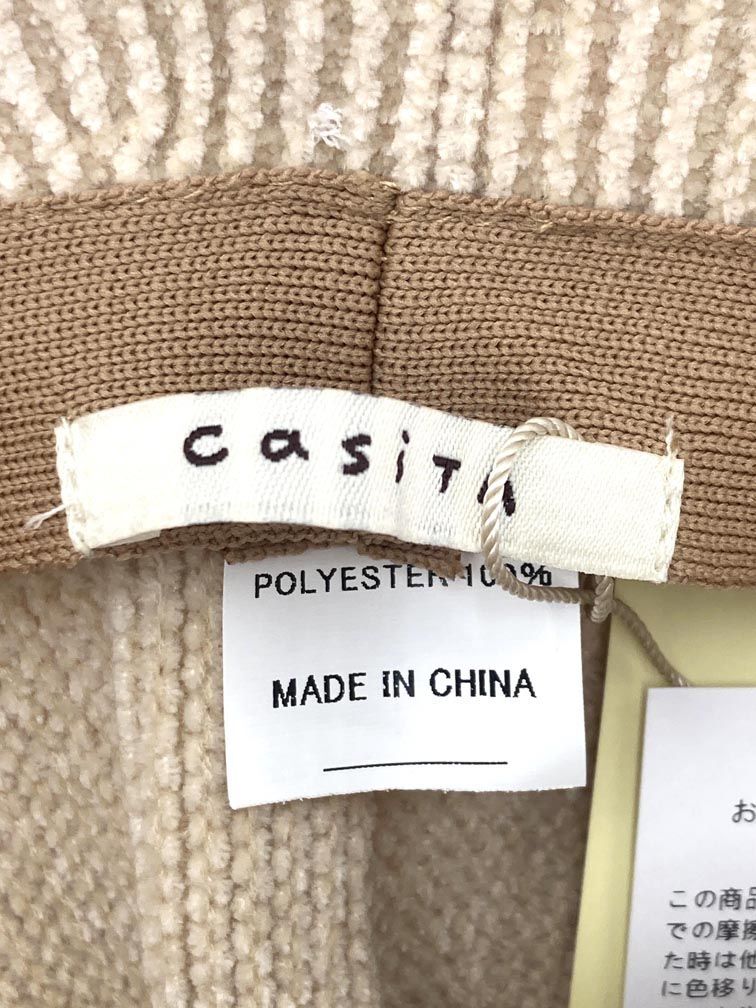 casiTa
POLYESTER 100%
MADE IN CHINA
お
この商品
での摩擦
た時は他
に色移り